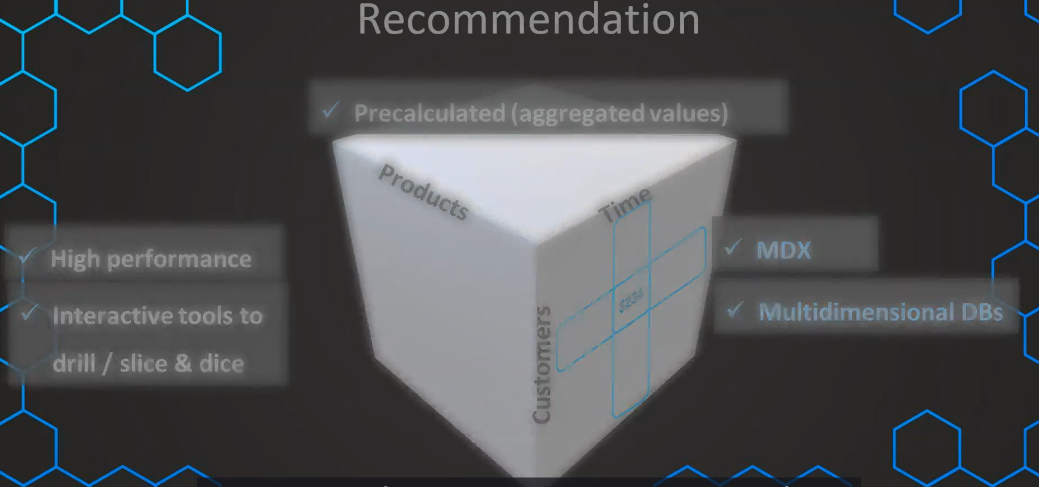 Recommendation
✓ Precalculated (aggregated values)
Products
Time
✓ High performance
✓ MDX
✓ Interactive tools to
drill / slice & dice
✓ Multidimensional DBs
Customers